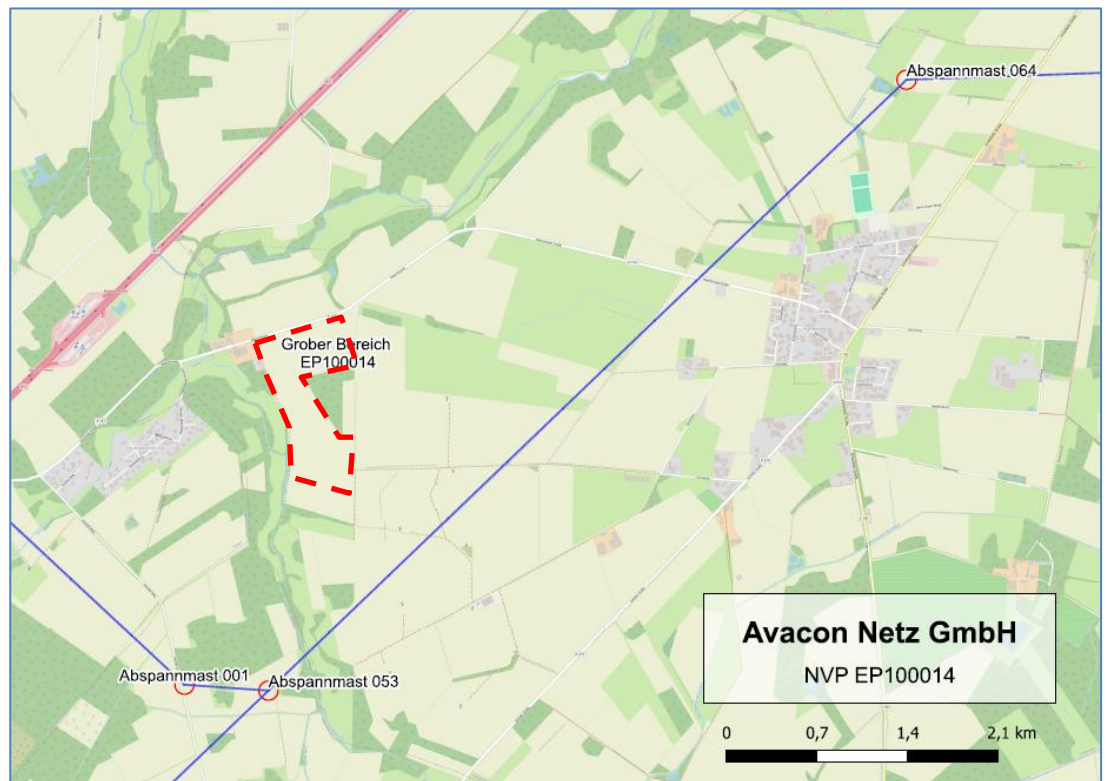 Abspannmast 064
Grober Bereich
EP100014
Abspannmast 001
Abspannmast 053
Avacon Netz GmbH
NVP EP100014
0 0,7 1,4 2,1 km